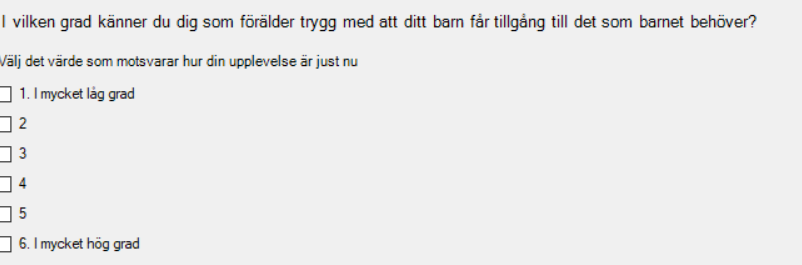 I vilken grad känner du dig som förälder trygg med att ditt barn får tillgång till det som barnet behöver?
Välj det värde som motsvarar hur din upplevelse är just nu
1. I mycket låg grad
2
3
4
5
6. I mycket hög grad